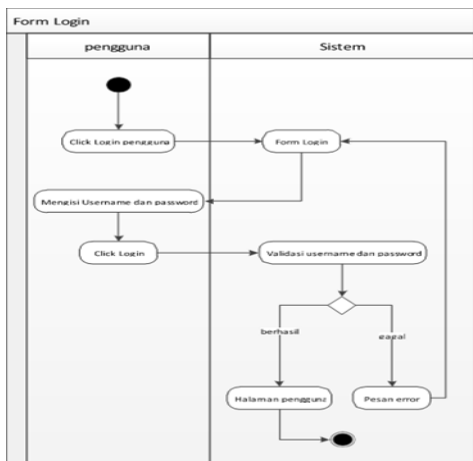 Form Login
pengguna
Sistem
Click Login pengguna
Form Login
Mengisi Username dan password
Click Login
Validasi username dan password
berhasil
gagal
Halaman pengguna
Pesan error